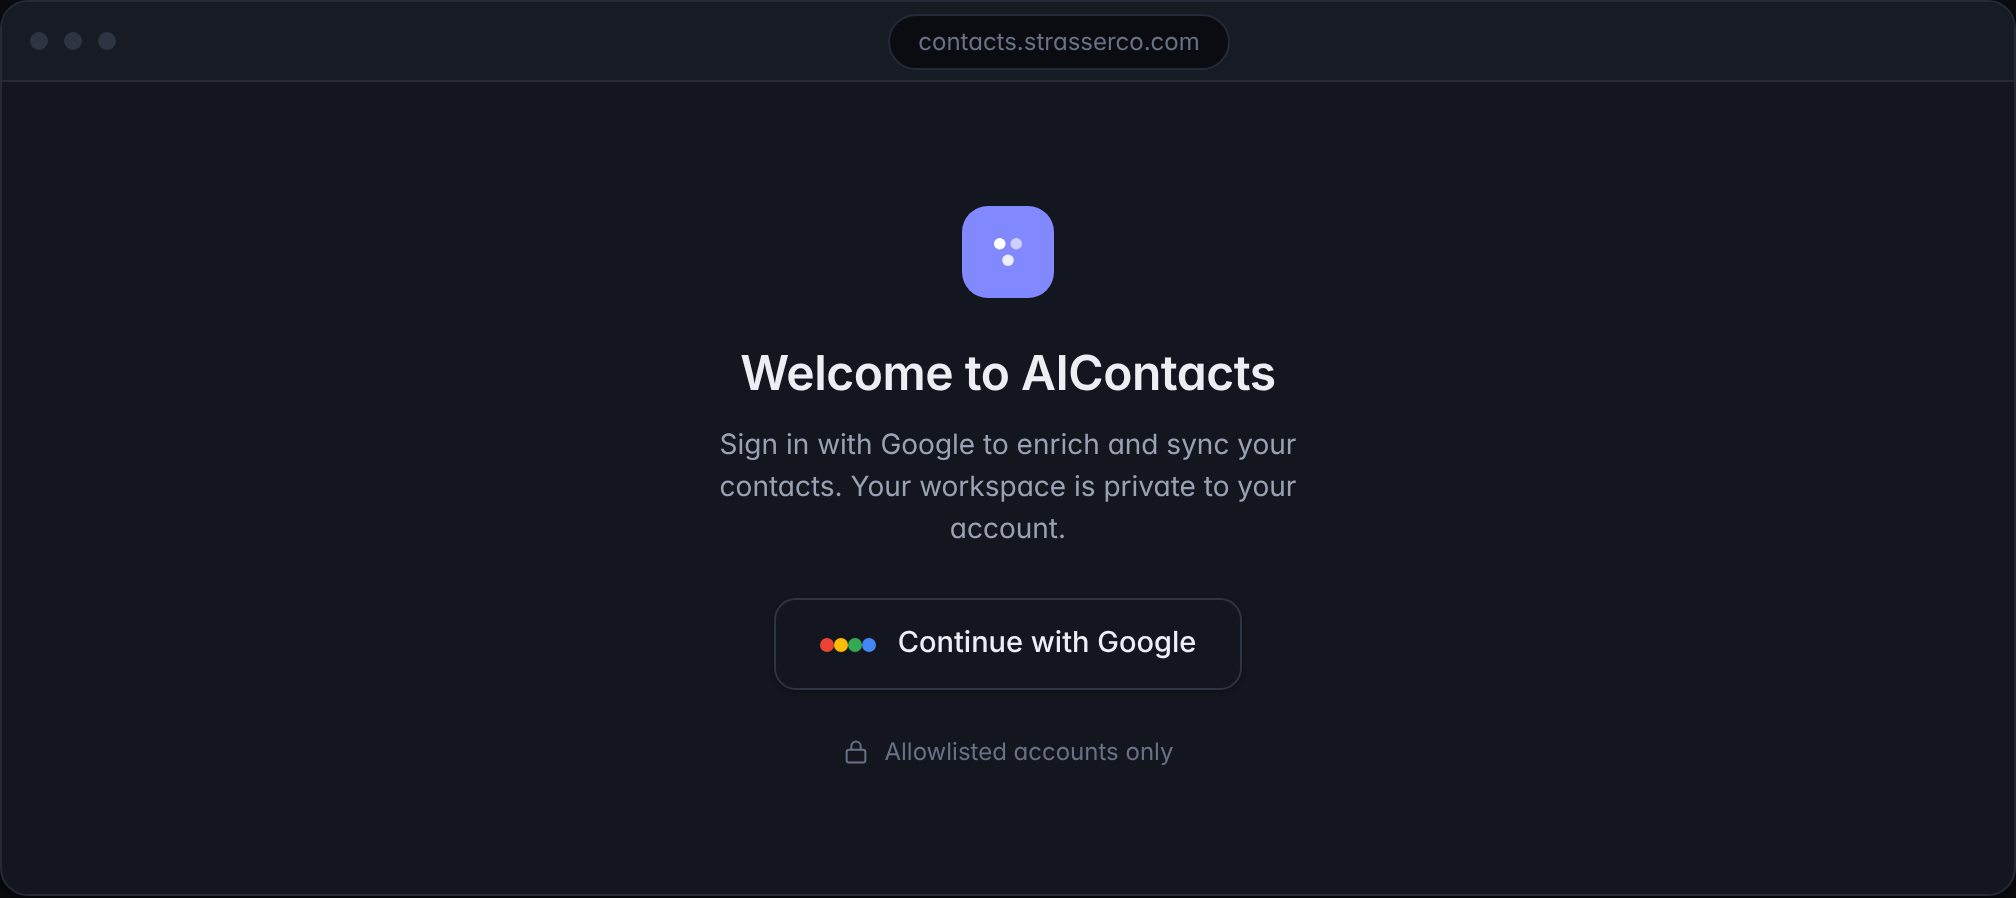 contacts.strasserco.com
Welcome to AIContacts
Sign in with Google to enrich and sync your
contacts. Your workspace is private to your
account.
Continue with Google
Allowlisted accounts only